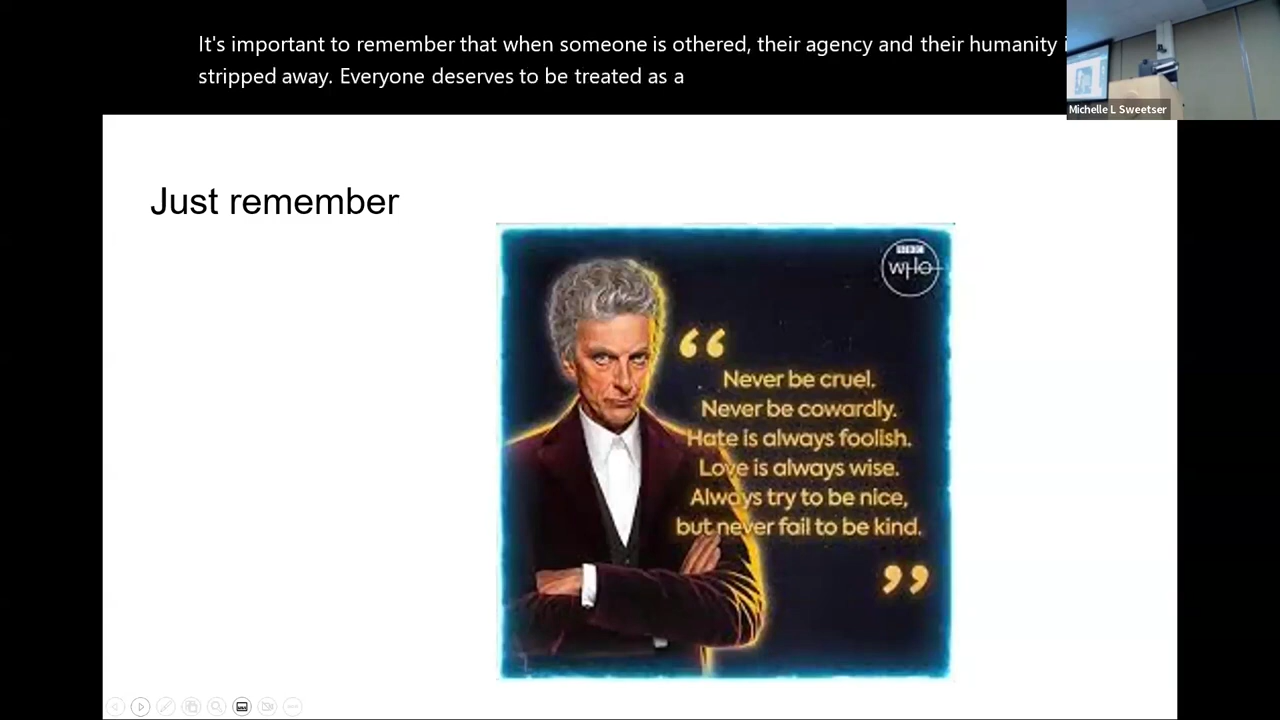 It's important to remember that when someone is othered, their agency and their humanity
stripped away. Everyone deserves to be treated as a
Michelle L Sweetser
Just remember
BBC
WHO
“
Never be cruel.
Never be cowardly.
Hate is always foolish.
Love is always wise.
Always try to be nice,
but never fail to be kind.
”